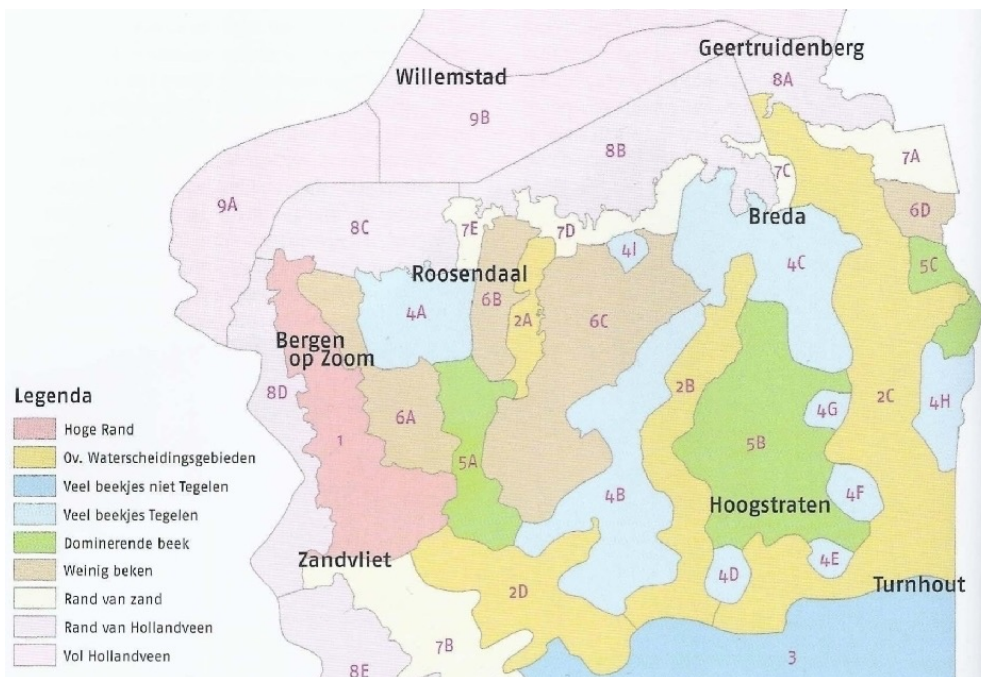 Geertruidenberg
Willemstad
8A
9B
8B
7A
7C
9A
6D
Breda
8C
7E
7D
4I
4C
5C
Roosendaal
6B
4A
2A
6C
Bergen
op Zoom
8D
2B
2C
4H
4G
1
6A
5B
5A
4F
4B
Hoogstraten
Zandvliet
4E
4D
Turnhout
2D
7B
3
8E
Legenda
Hoge Rand
Ov. Waterscheidingsgebieden
Veel beekjes niet Tegelen
Veel beekjes Tegelen
Dominerende beek
Weinig beken
Rand van zand
Rand van Hollandveen
Vol Hollandveen